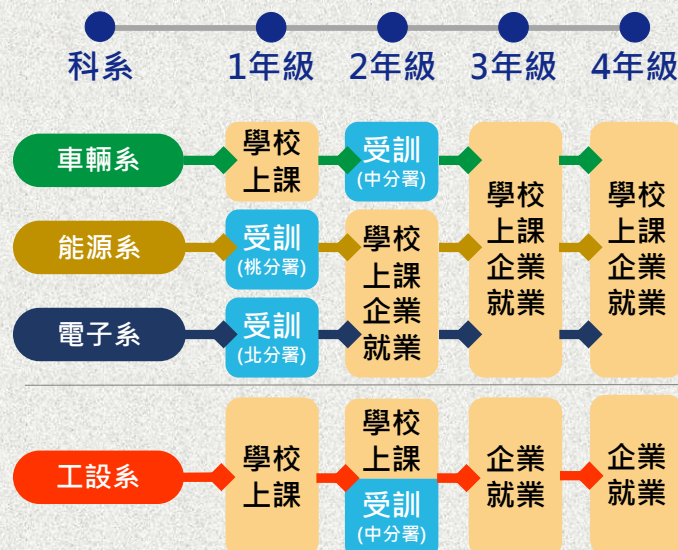 科系 1年級 2年級 3年級 4年級
車輛系
學校
上課
受訓
(中分署)
學校
上課
企業
就業
學校
上課
企業
就業
能源系
受訓
(桃分署)
學校
上課
企業
就業
電子系
受訓
(北分署)
工設系
學校
上課
學校
上課
受訓
(中分署)
企業
就業
企業
就業